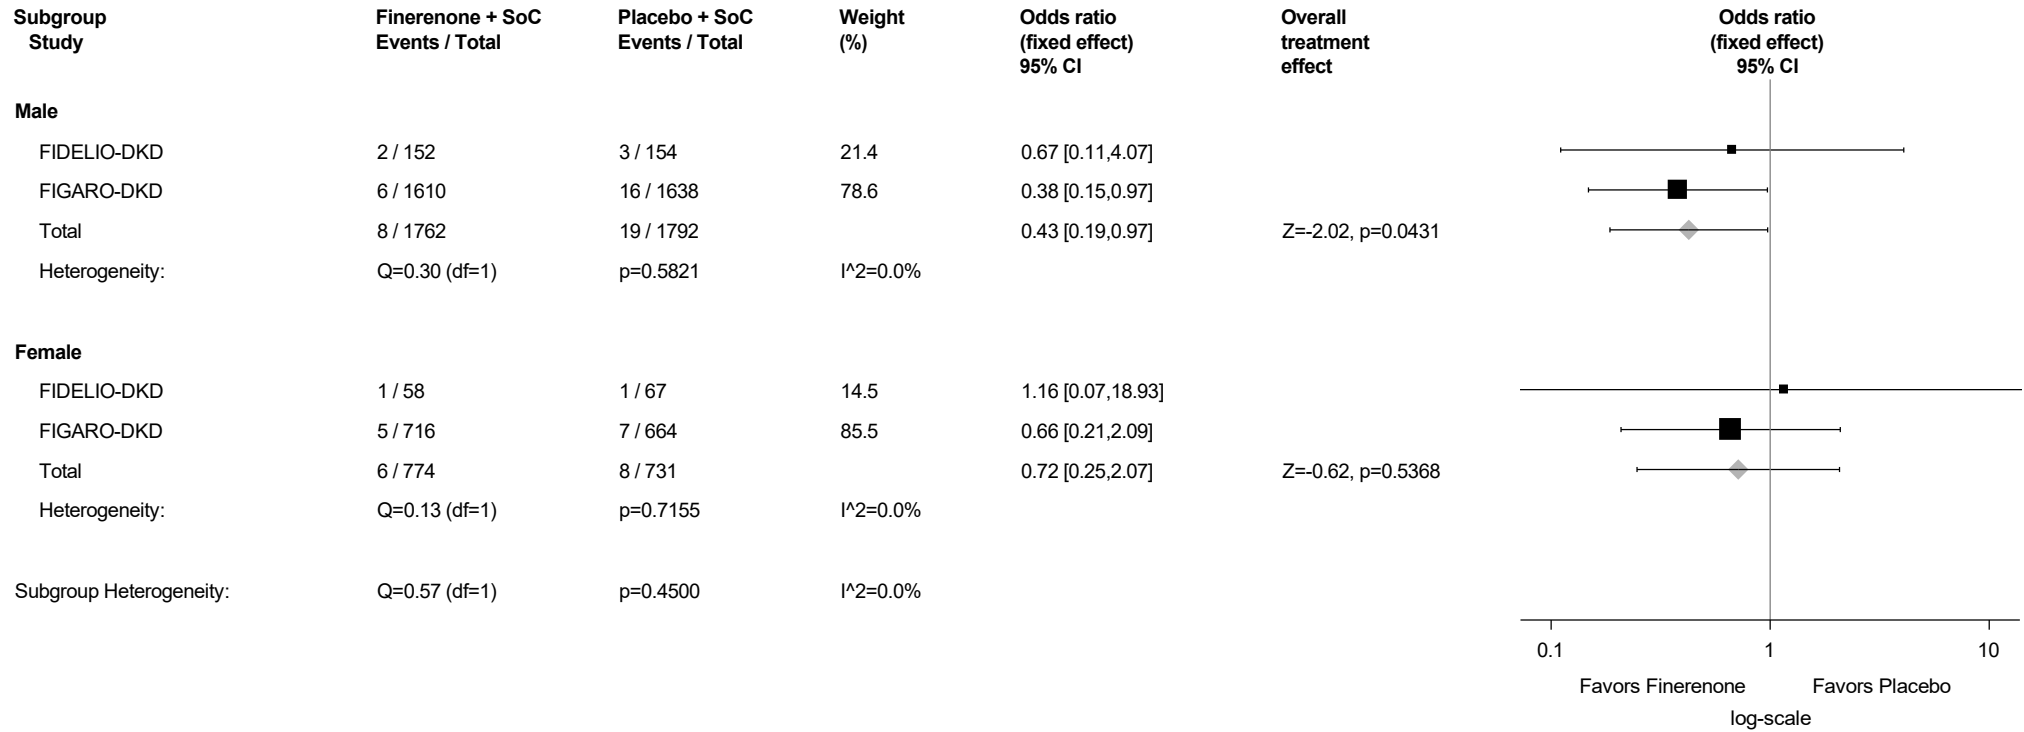 Subgroup Finerenone + SoC Placebo + SoC Weight Odds ratio Overall Odds ratio
Study Events / Total Events / Total (%) (fixed effect) treatment (fixed effect)
95% CI effect 95% CI
Male
FIDELIO-DKD 2 / 152 3 / 154 21.4 0.67 [0.11,4.07]
FIGARO-DKD 6 / 1610 16 / 1638 78.6 0.38 [0.15,0.97]
Total 8 / 1762 19 / 1792 0.43 [0.19,0.97] Z=-2.02, p=0.0431
Heterogeneity: Q=0.30 (df=1) p=0.5821 I^2=0.0%
Female
FIDELIO-DKD 1 / 58 1 / 67 14.5 1.16 [0.07,18.93]
FIGARO-DKD 5 / 716 7 / 664 85.5 0.66 [0.21,2.09]
Total 6 / 774 8 / 731 0.72 [0.25,2.07] Z=-0.62, p=0.5368
Heterogeneity: Q=0.13 (df=1) p=0.7155 I^2=0.0%
Subgroup Heterogeneity: Q=0.57 (df=1) p=0.4500 I^2=0.0%
0.1 1 10
Favors Finerenone Favors Placebo
log-scale